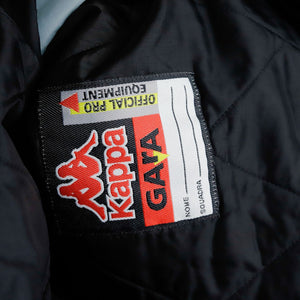 OFFICIAL PRO
EQUIPMENT
Kappa
GARA
NOME
SQUADRA